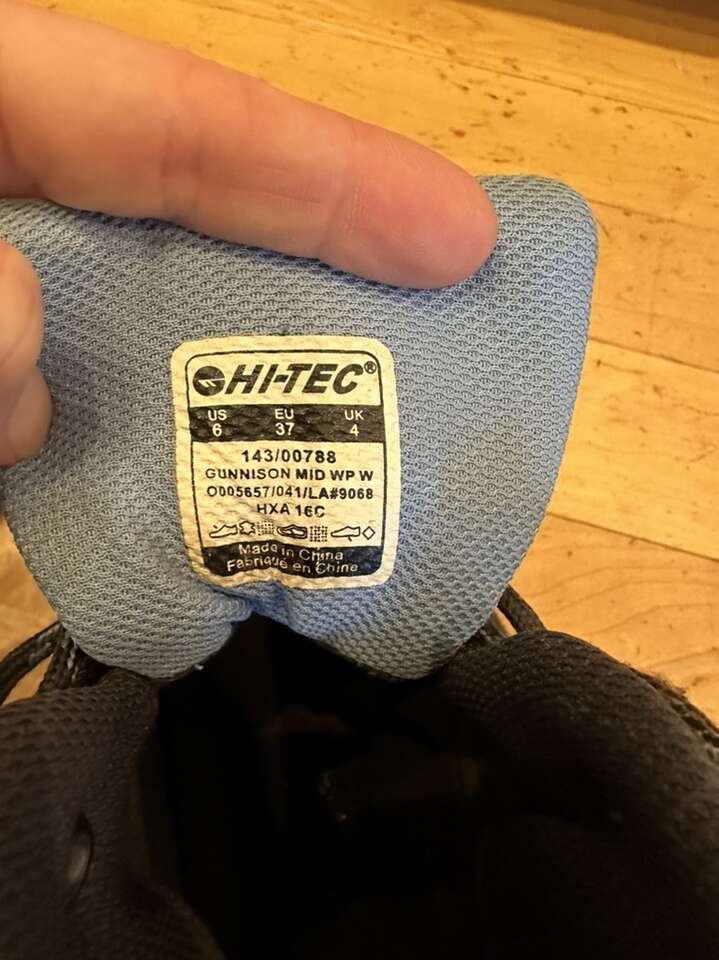 HI-TEC®
US EU UK
6 37 4
143/00788
GUNNISON MID WP W
O005657/041/LA#9068
HXA 16C
Made in China
Fabriqué en Chine